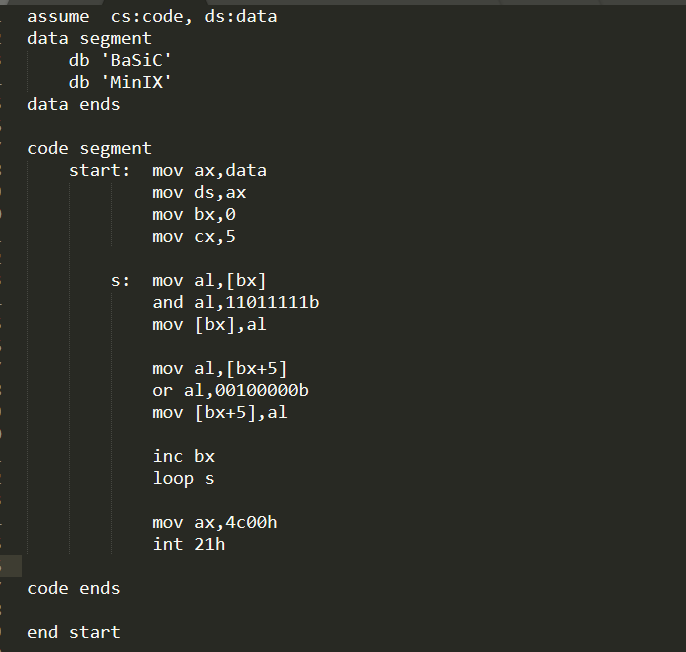 assume  cs:code, ds:data
data segment
    db 'BaSiC'
    db 'MinIX'
data ends
code segment
    start:  mov ax,data
            mov ds,ax
            mov bx,0
            mov cx,5
        s:  mov al,[bx]
            and al,11011111b
            mov [bx],al
            mov al,[bx+5]
            or al,00100000b
            mov [bx+5],al
            inc bx
            loop s
            mov ax,4c00h
            int 21h
code ends
end start